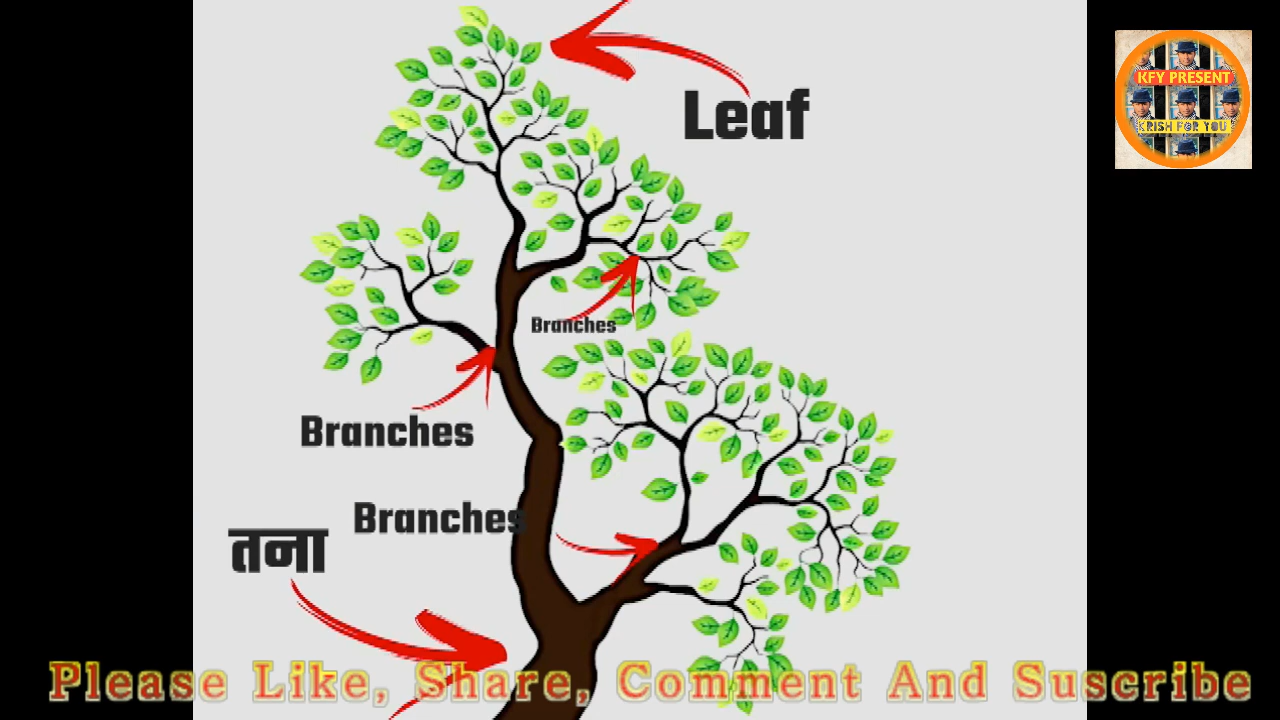 KFY PRESENT
KRISH FOR YOU
Leaf
Branches
Branches
Branches
तना
Please Like, Share, Comment And Suscribe